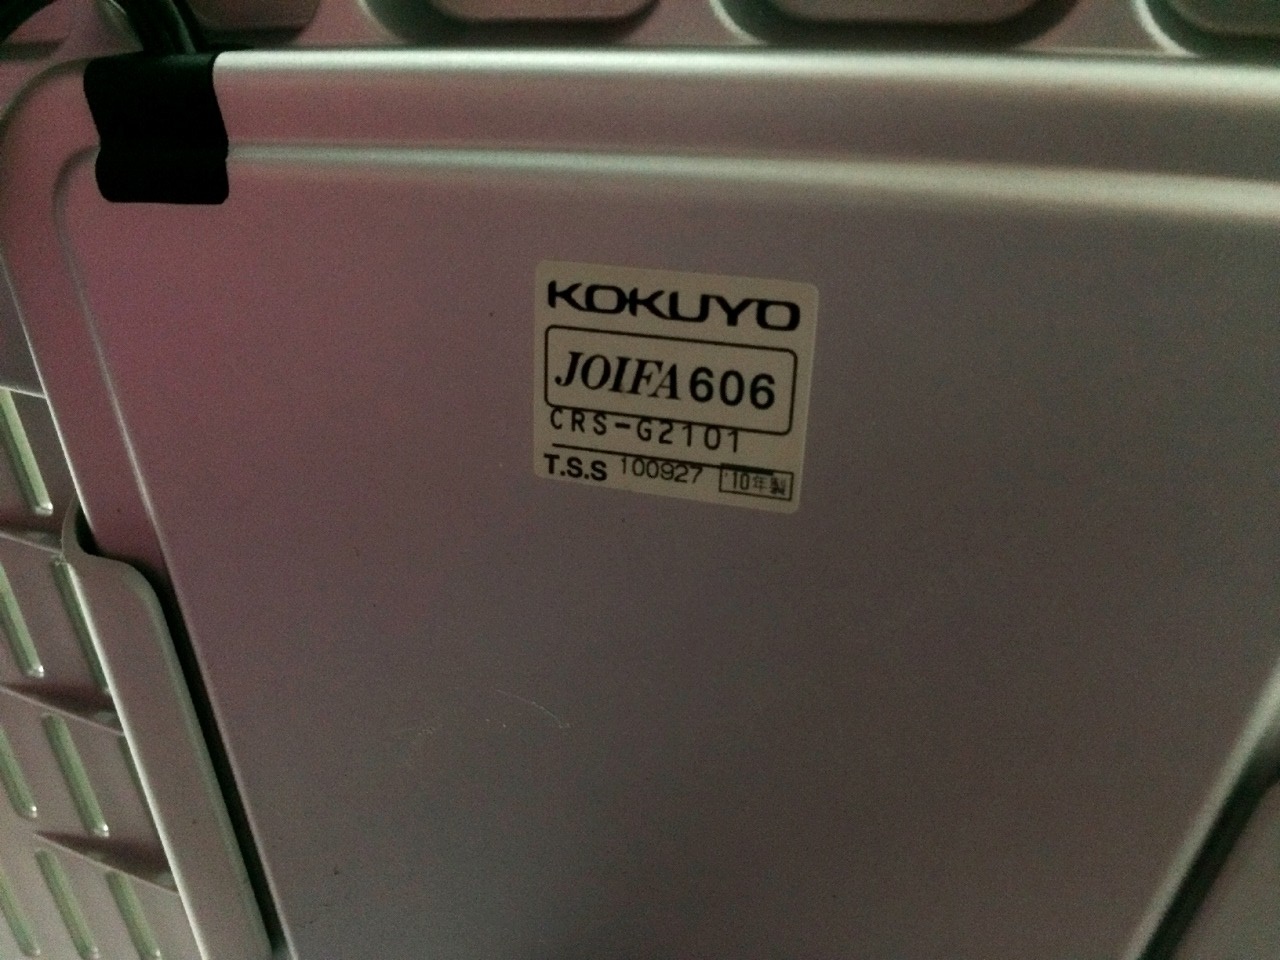 KOKUYO
JOIFA 606
CRS-G2101
T.S.S 100927 '10年製